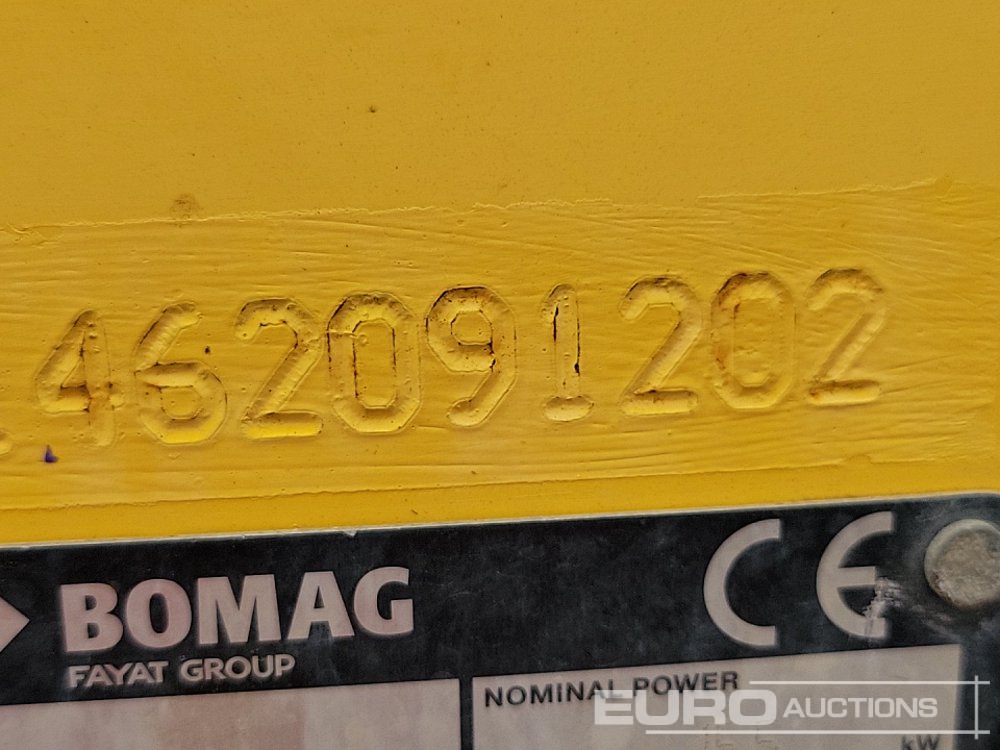 462091202
BOMAG
FAYAT GROUP
CE
NOMINAL POWER
kW
EURO AUCTIONS